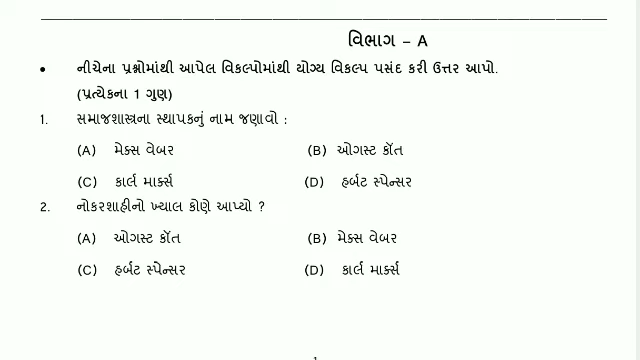 વિભાગ – A
• નીચેના પ્રશ્નોમાંથી આપેલ વિકલ્પોમાંથી યોગ્ય વિકલ્પ પસંદ કરી ઉત્તર આપો.
(પ્રત્યેકના 1 ગુણ)
1. સમાજશાસ્ત્રના સ્થાપકનું નામ જણાવો :
(A) મેક્સ વેબર (B) ઓગસ્ટ કૉત
(C) કાર્લ માર્ક્સ (D) હર્બટ સ્પેન્સર
2. નોકરશાહીનો ખ્યાલ કોણે આપ્યો ?
(A) ઓગસ્ટ કૉત (B) મેક્સ વેબર
(C) હર્બટ સ્પેન્સર (D) કાર્લ માર્ક્સ